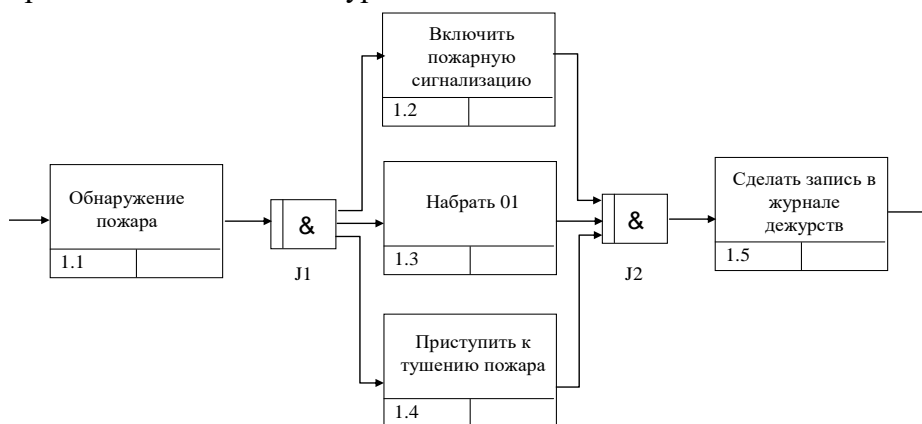 Включить
пожарную
сигнализацию
1.2
Обнаружение
пожара
1.1
&
J1
Набрать 01
1.3
&
J2
Сделать запись в
журнале
дежурств
1.5
Приступить к
тушению пожара
1.4